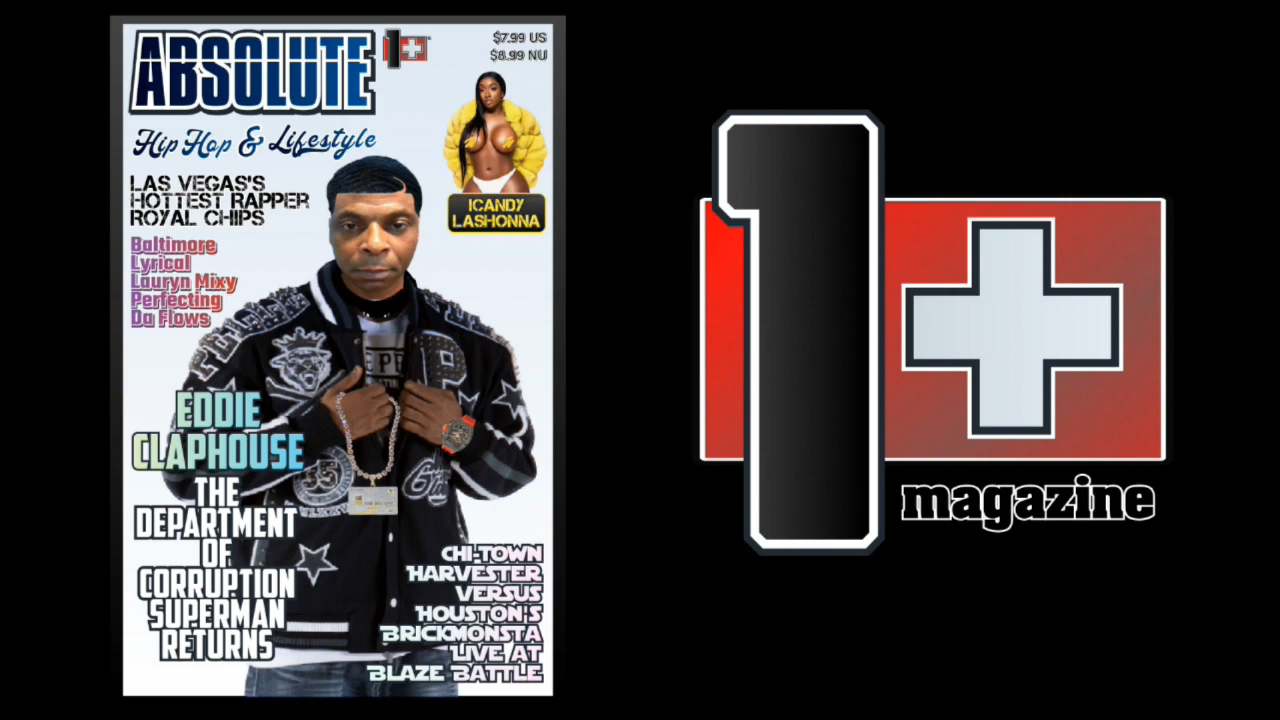 ABSOLUTE
1+
$7.99 US
$8.99 NU
Hip Hop & Lifestyle
LAS VEGAS'S
HOTTEST RAPPER
ROYAL CHIPS
ICANDY
LASHONNA
Baltimore
Lyrical
Lauryn Mixy
Perfecting
Da Flows
P
EDDIE
CLAPHOUSE
35
THE
DEPARTMENT
OF
CORRUPTION
SUPERMAN
RETURNS
CHI-TOWN
HARVESTER
VERSUS
HOUSTON'S
BRICKMONSTA
LIVE AT
BLAZE BATTLE
1+
magazine